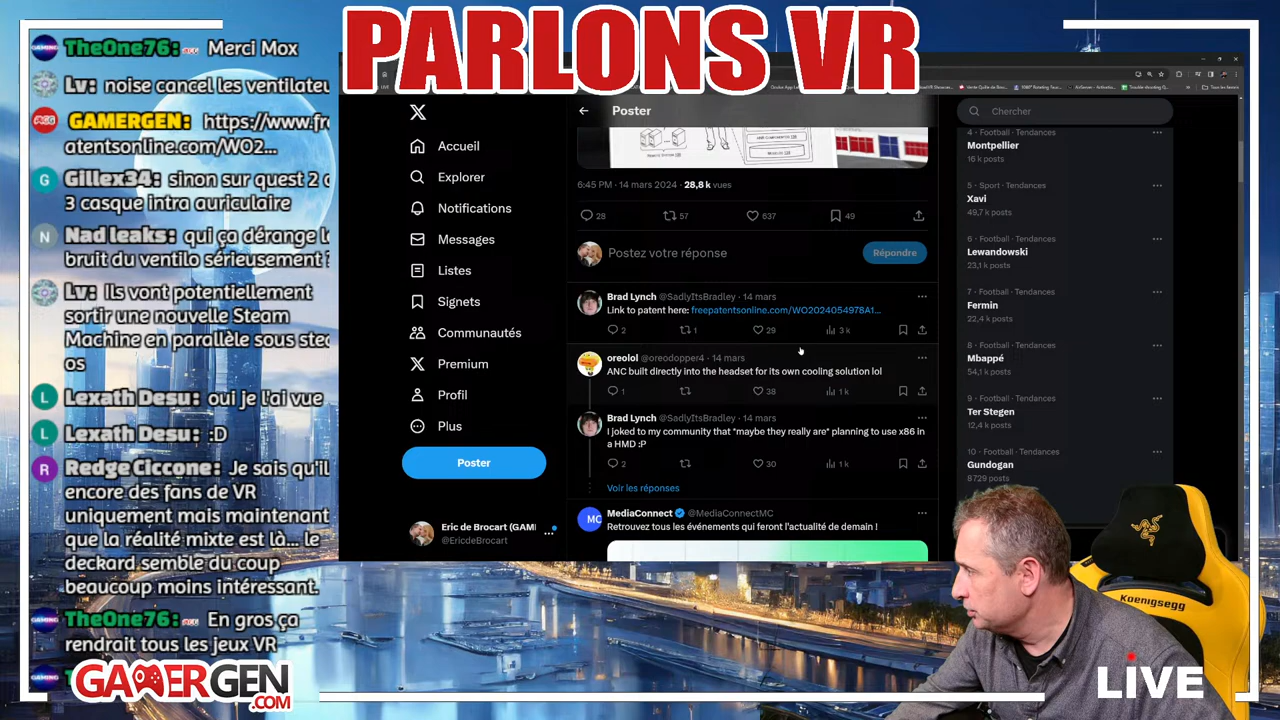 PARLONS VR
TheOne76: Merci Mox
Lv: noise cancel les ventilateu
GAMERGEN: https://www.fr
entsonline.com/WO2...
Gillex34: sinon sur quest 2
3 casque intra auriculaire
Nad leaks: qui ça dérange l
bruit du ventilo sérieusement ?
Lv: Ils vont potentiellement
sortir une nouvelle Steam
Machine en parallèle sous
os
Lexath Desu: oui je l'ai vue
Lexath Desu: :D
RedgeCiccone: Je sais qu'il
encore des fans de VR
uniquement mais maintenant
que la réalité mixte est là... le
deckard semble du coup
beaucoup moins intéressant.
TheOne76: En gros ça
rendrait tous les jeux VR
GAMERGEN
.COM
Accueil
Explorer
Notifications
Messages
Listes
Signets
Communautés
Premium
Profil
Plus
Poster
Eric de Brocart (GAMI
@EricdeBrocart
Poster
6:45 PM · 14 mars 2024 · 28,8 k vues
28 57 637 49
Postez votre réponse
Répondre
Brad Lynch @SadlyItsBradley · 14 mars
Link to patent here: freepatentsonline.com/WO2024054978A1...
2 1 29 3 k
oreolol @oreodopper4 · 14 mars
ANC built directly into the headset for its own cooling solution lol
1 38 1 k
Brad Lynch @SadlyItsBradley · 14 mars
I joked to my community that *maybe they really are* planning to use x86 in
a HMD :P
2 30 1 k
Voir les réponses
MC
MediaConnect @MediaConnectMC
Retrouvez tous les événements qui feront l'actualité de demain !
Chercher
4 · Football · Tendances
Montpellier
16 k posts
5 · Sport · Tendances
Xavi
49,7 k posts
6 · Football · Tendances
Lewandowski
23,1 k posts
7 · Football · Tendances
Fermin
22,4 k posts
8 · Football · Tendances
Mbappé
54,1 k posts
9 · Football · Tendances
Ter Stegen
12,4 k posts
10 · Football · Tendances
Gundogan
8729 posts
Koenigsegg
LIVE